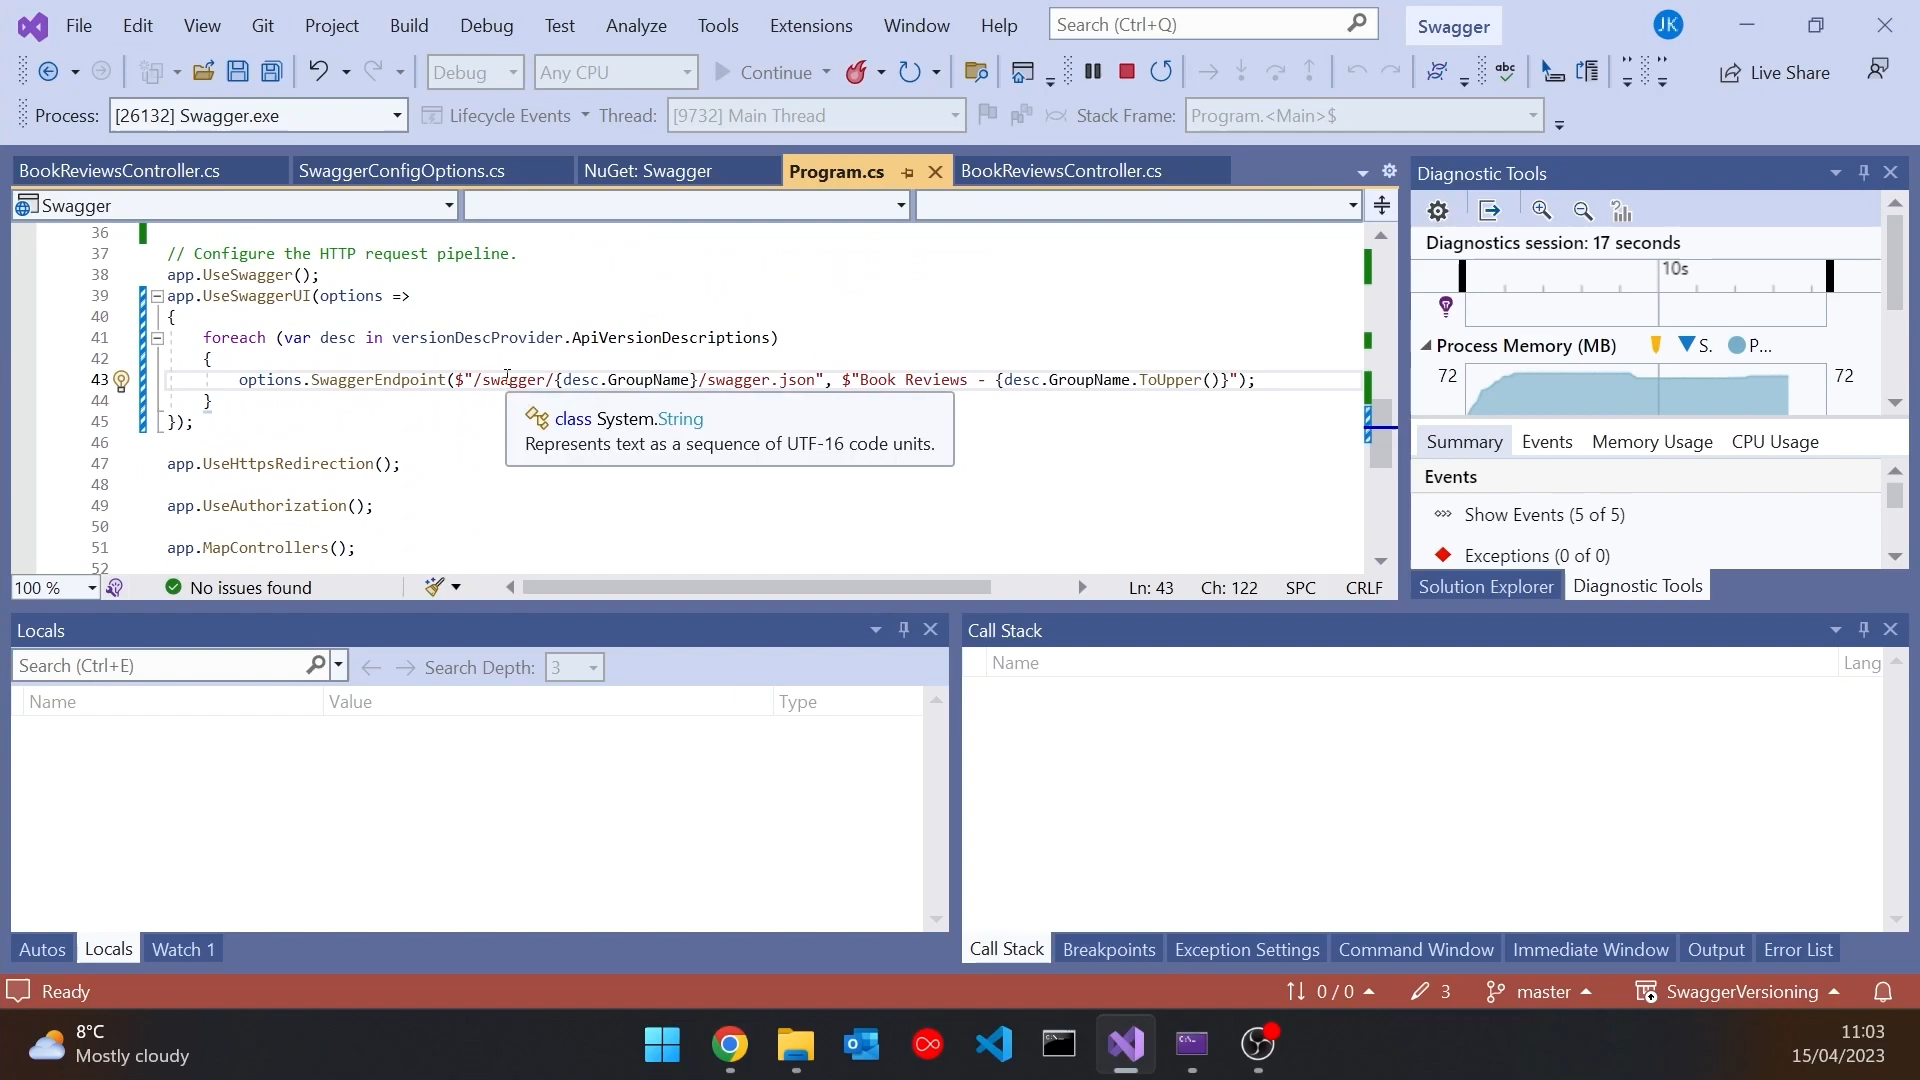 File Edit View Git Project Build Debug Test Analyze Tools Extensions Window Help Search (Ctrl+Q) Swagger JK
Debug Any CPU Continue abc Live Share
Process: [26132] Swagger.exe Lifecycle Events Thread: [9732] Main Thread Stack Frame: Program.<Main>$
BookReviewsController.cs SwaggerConfigOptions.cs NuGet: Swagger Program.cs BookReviewsController.cs
Swagger
36
37 // Configure the HTTP request pipeline.
38 app.UseSwagger();
39 app.UseSwaggerUI(options =>
40 {
41 foreach (var desc in versionDescProvider.ApiVersionDescriptions)
42 {
43 options.SwaggerEndpoint($"/swagger/{desc.GroupName}/swagger.json", $"Book Reviews - {desc.GroupName.ToUpper()}");
44 }
45 });
46
47 app.UseHttpsRedirection();
48
49 app.UseAuthorization();
50
51 app.MapControllers();
52
class System.String
Represents text as a sequence of UTF-16 code units.
100 % No issues found Ln: 43 Ch: 122 SPC CRLF
Diagnostic Tools
Diagnostics session: 17 seconds
10s
Process Memory (MB) S. P...
72 72
Summary Events Memory Usage CPU Usage
Events
Show Events (5 of 5)
Exceptions (0 of 0)
Solution Explorer Diagnostic Tools
Locals
Search (Ctrl+E) Search Depth: 3
Name Value Type
Autos Locals Watch 1
Call Stack
Name Lang
Call Stack Breakpoints Exception Settings Command Window Immediate Window Output Error List
Ready 0 / 0 3 master SwaggerVersioning
8°C
Mostly cloudy
11:03
15/04/2023